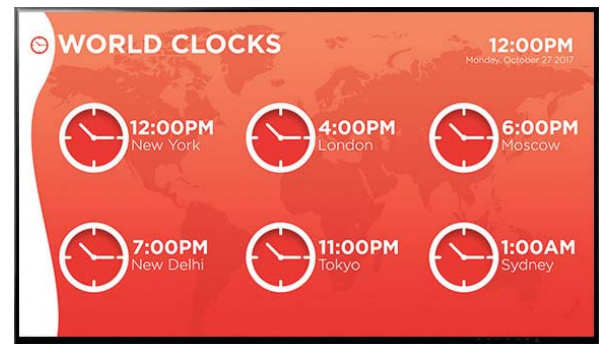 WORLD CLOCKS
12:00PM
Monday, October 27 2017
12:00PM
New York
4:00PM
London
6:00PM
Moscow
7:00PM
New Delhi
11:00PM
Tokyo
1:00AM
Sydney